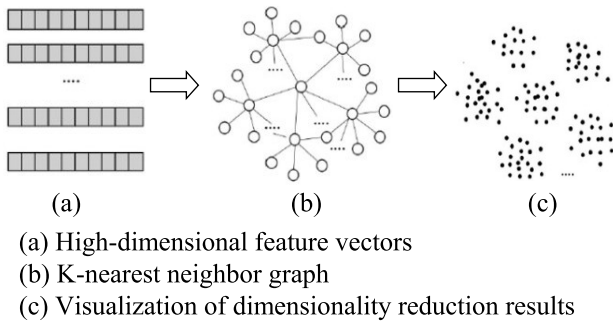 (a) (b) (c)
(a) High-dimensional feature vectors
(b) K-nearest neighbor graph
(c) Visualization of dimensionality reduction results